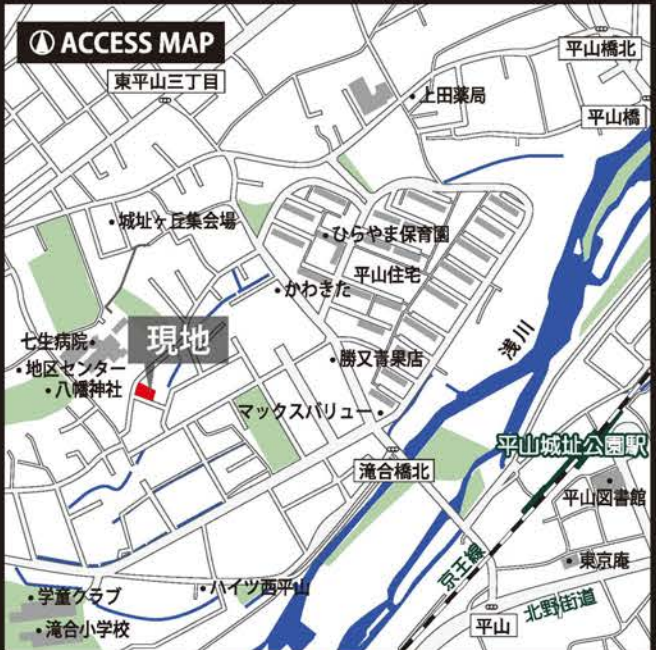 ACCESS MAP
平山橋北
東平山三丁目
上田薬局
平山橋
城址ヶ丘集会場
ひらやま保育園
平山住宅
かわきた
浅川
七生病院
現地
地区センター
勝又青果店
八幡神社
マックスバリュー
平山城址公園駅
滝合橋北
平山図書館
京王線
東京庵
学童クラブ
ハイツ西平山
北野街道
滝合小学校
平山